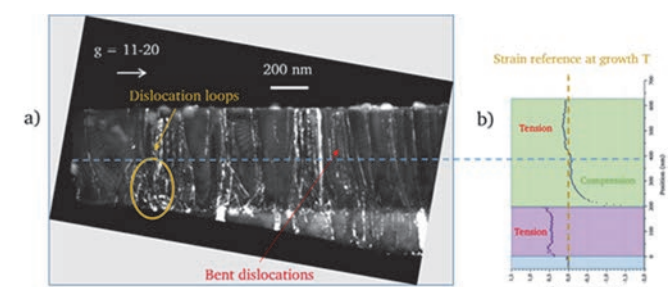 g = 11-20
200 nm
Dislocation loops
a)
Bent dislocations
Strain reference at growth T
b)
Tension
Compression
Tension
Position (nm)